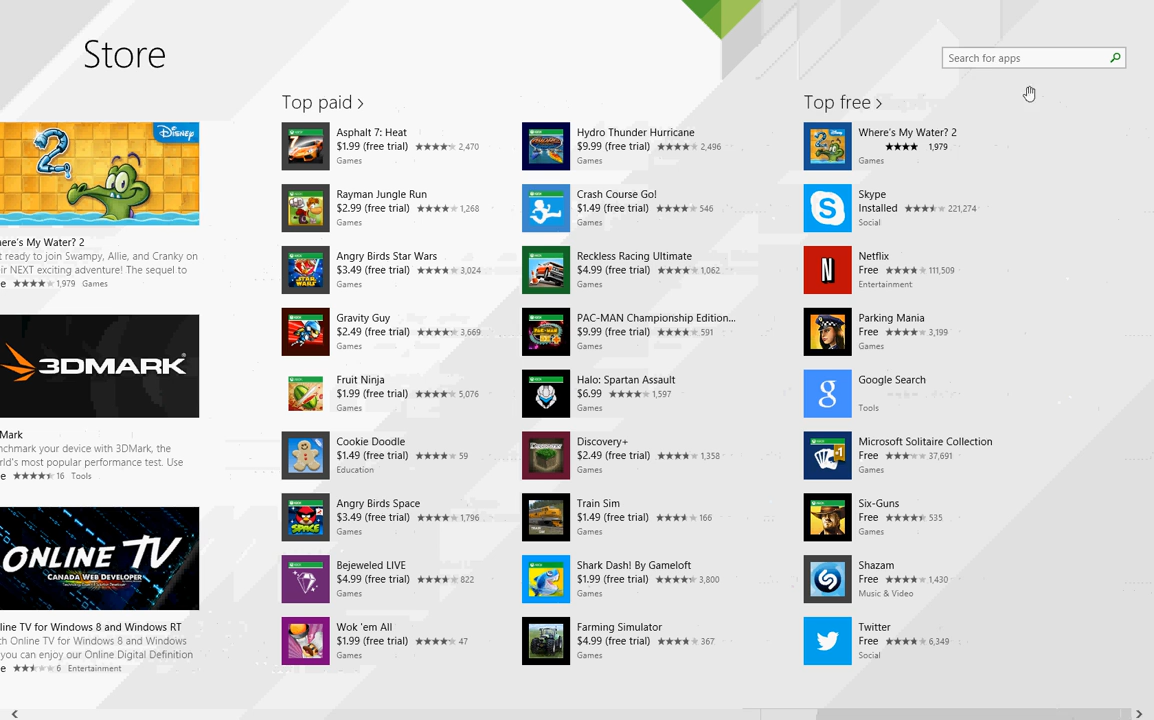 Store
Search for apps
Top paid
Top free
Disney
2
here's My Water? 2
t ready to join Swampy, Allie, and Cranky on
ir NEXT exciting adventure! The sequel to
e 1,979 Games
3DMARK
Mark
nchmark your device with 3DMark, the
rld's most popular performance test. Use
e 16 Tools
ONLINE TV
CANADA WEB DEVELOPER
line TV for Windows 8 and Windows RT
th Online TV for Windows 8 and Windows
you can enjoy our Online Digital Definition
e 6 Entertainment
Asphalt 7: Heat
$1.99 (free trial) 2,470
Games
Rayman Jungle Run
$2.99 (free trial) 1,268
Games
Angry Birds Star Wars
$3.49 (free trial) 3,024
Games
Gravity Guy
$2.49 (free trial) 3,669
Games
Fruit Ninja
$1.99 (free trial) 5,076
Games
Cookie Doodle
$1.49 (free trial) 59
Education
Angry Birds Space
$3.49 (free trial) 1,796
Games
Bejeweled LIVE
$4.99 (free trial) 822
Games
Wok 'em All
$1.99 (free trial) 47
Games
Hydro Thunder Hurricane
$9.99 (free trial) 2,496
Games
Crash Course Go!
$1.49 (free trial) 546
Games
Reckless Racing Ultimate
$4.99 (free trial) 1,062
Games
PAC-MAN Championship Edition...
$9.99 (free trial) 591
Games
Halo: Spartan Assault
$6.99 1,597
Games
Discovery+
$2.49 (free trial) 1,358
Games
Train Sim
$1.49 (free trial) 166
Games
Shark Dash! By Gameloft
$1.99 (free trial) 3,800
Games
Farming Simulator
$4.99 (free trial) 367
Games
Where's My Water? 2
1,979
Games
Skype
Installed 221,274
Social
Netflix
Free 111,509
Entertainment
Parking Mania
Free 3,199
Games
Google Search
Tools
Microsoft Solitaire Collection
Free 37,691
Games
Six-Guns
Free 535
Games
Shazam
Free 1,430
Music & Video
Twitter
Free 6,349
Social